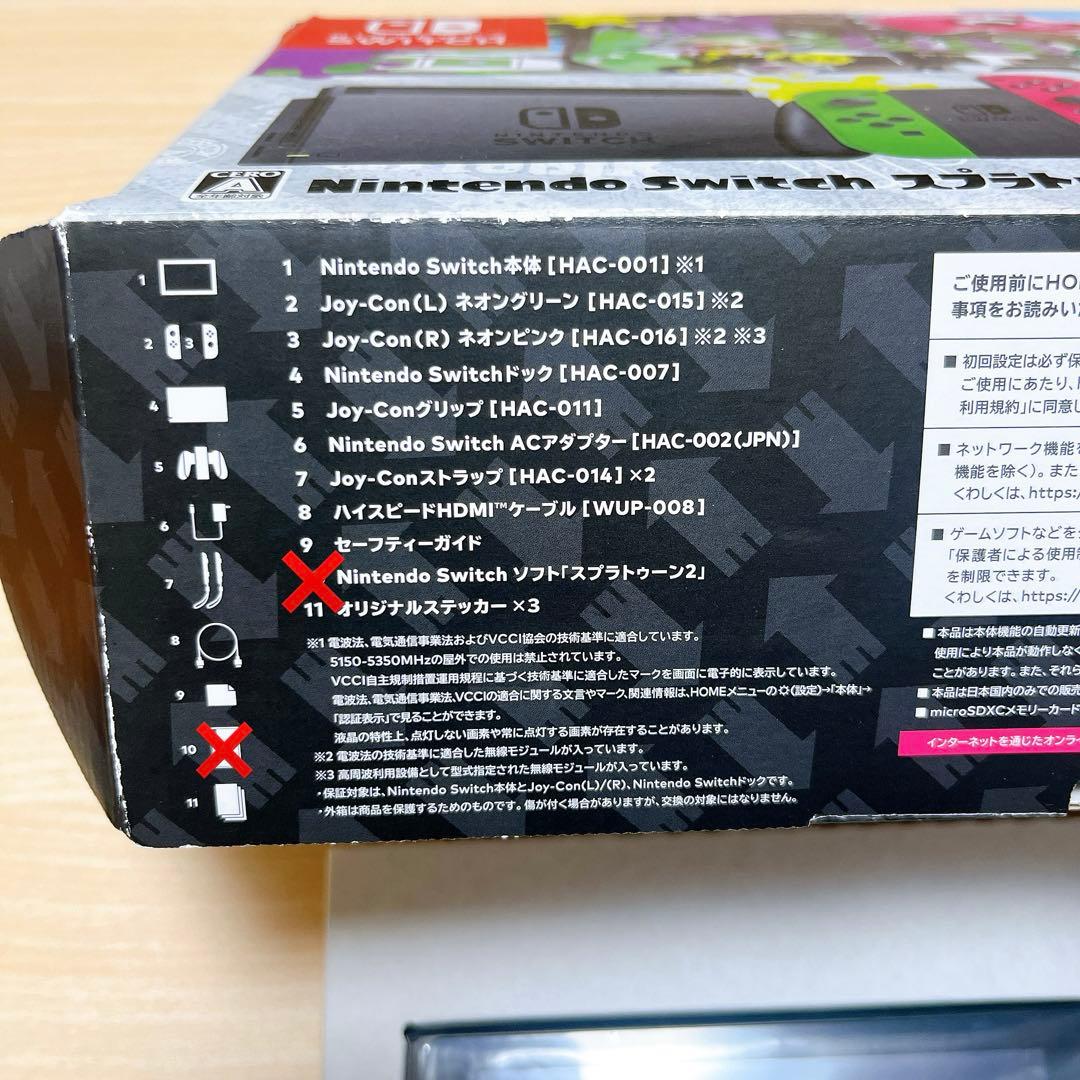 SWITCH
NINTENDO
SWITCH
CERO
A
全年齢対象
Nintendo Switch スプラト
1 Nintendo Switch本体 [HAC-001] ※1
2 Joy-Con(L) ネオングリーン [HAC-015] ※2
3 Joy-Con(R) ネオンピンク [HAC-016] ※2 ※3
4 Nintendo Switchドック [HAC-007]
5 Joy-Conグリップ [HAC-011]
6 Nintendo Switch ACアダプター [HAC-002(JPN)]
7 Joy-Conストラップ [HAC-014] ×2
8 ハイスピードHDMI™ケーブル [WUP-008]
9 セーフティーガイド
Nintendo Switch ソフト「スプラトゥーン2」
11 オリジナルステッカー ×3
※1 電波法、電気通信事業法およびVCCI協会の技術基準に適合しています。
5150-5350MHzの屋外での使用は禁止されています。
VCCI自主規制措置運用規程に基づく技術基準に適合したマークを画面に電子的に表示しています。
電波法、電気通信事業法、VCCIの適合に関する文言やマーク、関連情報は、HOMEメニューの(設定)→「本体」→
「認証表示」で見ることができます。
液晶の特性上、点灯しない画素や常に点灯する画素が存在することがあります。
※2 電波法の技術基準に適合した無線モジュールが入っています。
※3 高周波利用設備として型式指定された無線モジュールが入っています。
・保証対象は、Nintendo Switch本体とJoy-Con(L)/(R)、Nintendo Switchドックです。
・外箱は商品を保護するためのものです。傷が付く場合がありますが、交換の対象にはなりません。
1
2 3
4
5
6
7
8
9
10
11
ご使用前にHO
事項をお読みいた
■ 初回設定は必ず保
ご使用にあたり、
利用規約」に同意し
■ ネットワーク機能を
機能を除く)。また
くわしくは、https:/
■ ゲームソフトなどを
「保護者による使用制
を制限できます。
くわしくは、https://
■ 本品は本体機能の自動更新
使用により本品が動作しなく
ことがあります。また、それら
■ 本品は日本国内のみでの販売
■ microSDXCメモリーカード
インターネットを通じたオンライ